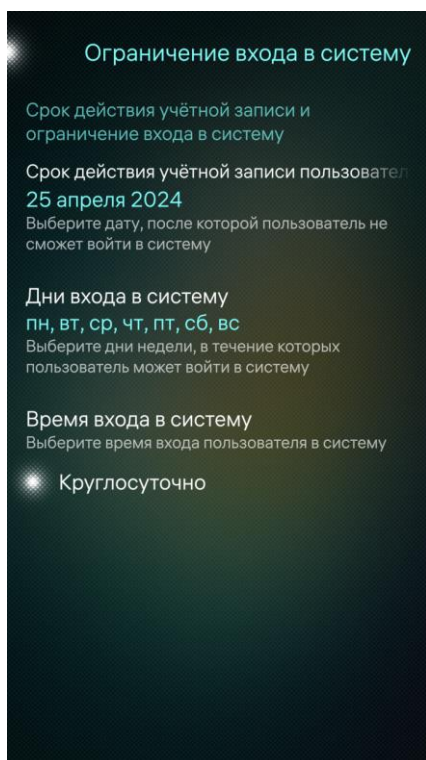 Ограничение входа в систему
Срок действия учётной записи и
ограничение входа в систему
Срок действия учётной записи пользовател
25 апреля 2024
Выберите дату, после которой пользователь не
сможет войти в систему
Дни входа в систему
пн, вт, ср, чт, пт, сб, вс
Выберите дни недели, в течение которых
пользователь может войти в систему
Время входа в систему
Выберите время входа пользователя в систему
Круглосуточно